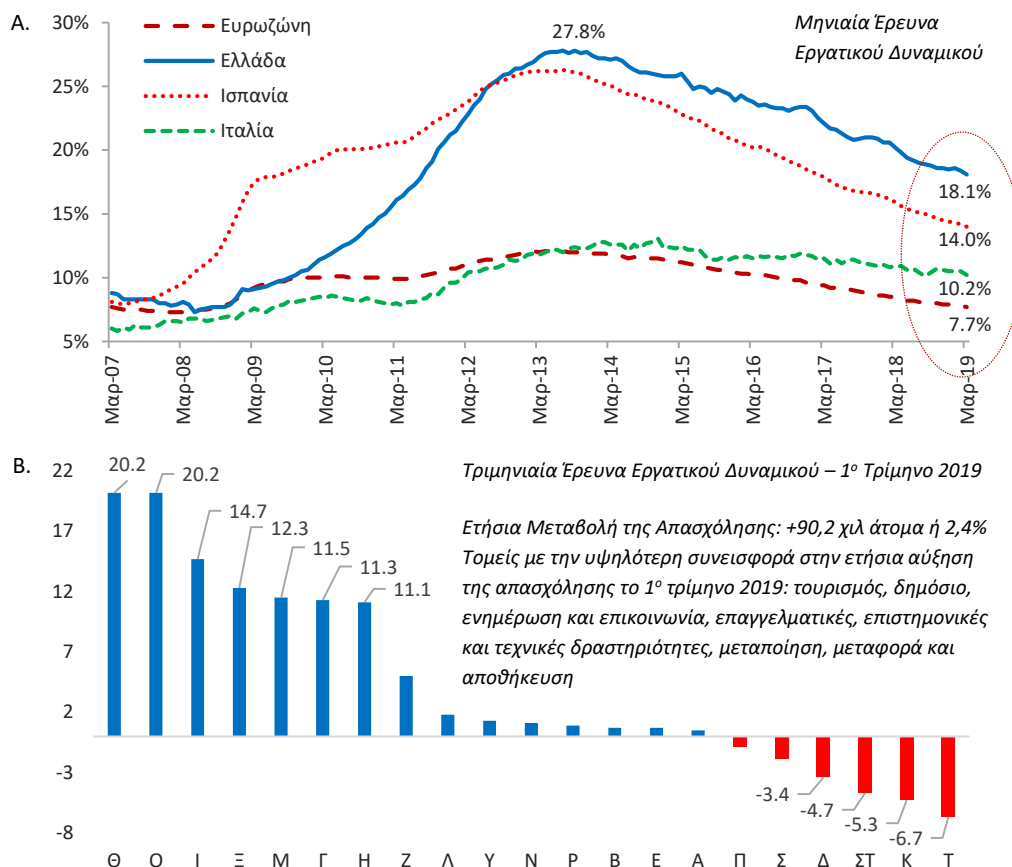 A.
30%
25%
20%
15%
10%
5%
Ευρωζώνη
Ελλάδα
Ισπανία
Ιταλία
27.8%
Μηνιαία Έρευνα
Εργατικού Δυναμικού
18.1%
14.0%
10.2%
7.7%
Μαρ-07
Μαρ-08
Μαρ-09
Μαρ-10
Μαρ-11
Μαρ-12
Μαρ-13
Μαρ-14
Μαρ-15
Μαρ-16
Μαρ-17
Μαρ-18
Μαρ-19
B.
22
17
12
7
2
-3
-8
20.2
20.2
14.7
12.3
11.5
11.3
11.1
Τριμηνιαία Έρευνα Εργατικού Δυναμικού – 1ο Τρίμηνο 2019
Ετήσια Μεταβολή της Απασχόλησης: +90,2 χιλ άτομα ή 2,4%
Τομείς με την υψηλότερη συνεισφορά στην ετήσια αύξηση
της απασχόλησης το 1ο τρίμηνο 2019: τουρισμός, δημόσιο,
ενημέρωση και επικοινωνία, επαγγελματικές, επιστημονικές
και τεχνικές δραστηριότητες, μεταποίηση, μεταφορά και
αποθήκευση
-3.4
-4.7
-5.3
-6.7
Θ Ο Ι Ξ Μ Γ Η Ζ Λ Υ Ν Ρ Β Ε Α Π Σ Δ ΣΤ Κ Τ